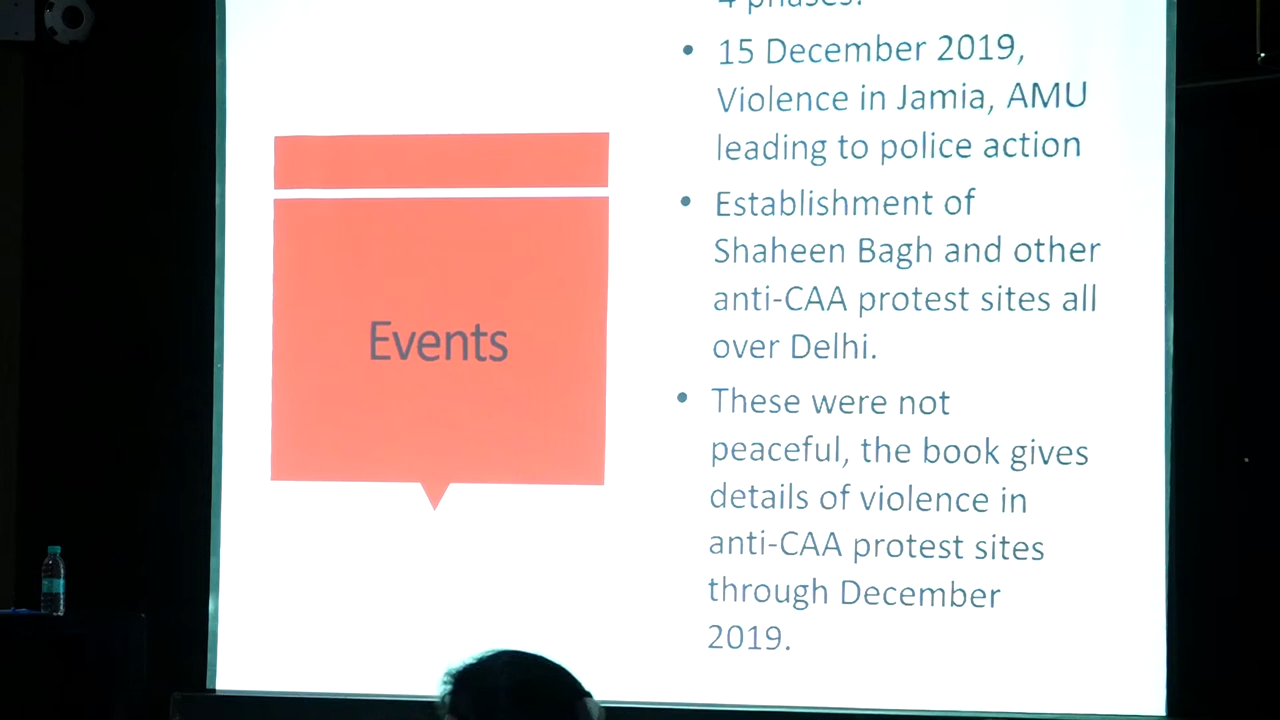 Events
4 phases.
• 15 December 2019,
Violence in Jamia, AMU
leading to police action
• Establishment of
Shaheen Bagh and other
anti-CAA protest sites all
over Delhi.
• These were not
peaceful, the book gives
details of violence in
anti-CAA protest sites
through December
2019.